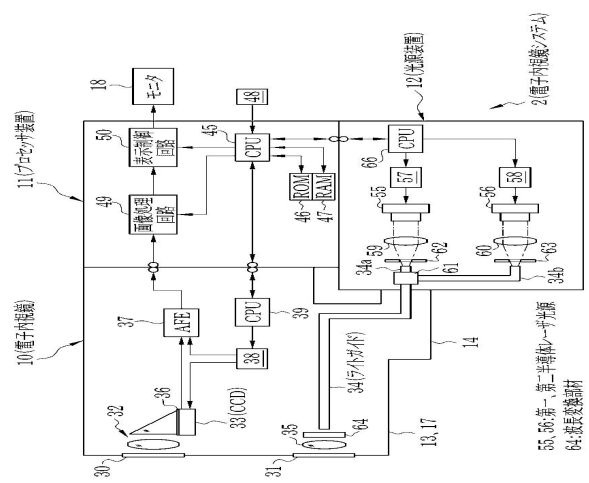 10(電子内視鏡)
11(プロセッサ装置)
18
モニタ
50
表示制御回路
49
画像処理回路
48
45
CPU
46
ROM
47
RAM
37
AFE
39
CPU
38
32
36
33(CCD)
30
31
35
64
34(ライトガイド)
13、17
14
12(光源装置)
2(電子内視鏡システム)
66
CPU
57
58
55
56
59
60
62
63
34a
61
34b
55、56:第一、第二半導体レーザ光源
64:波長変換部材